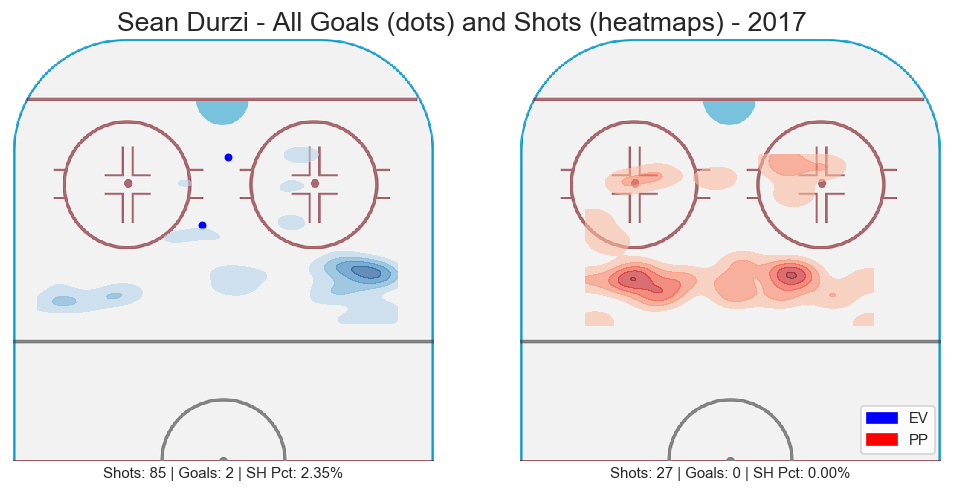 Sean Durzi - All Goals (dots) and Shots (heatmaps) - 2017
EV
PP
Shots: 85 | Goals: 2 | SH Pct: 2.35%
Shots: 27 | Goals: 0 | SH Pct: 0.00%